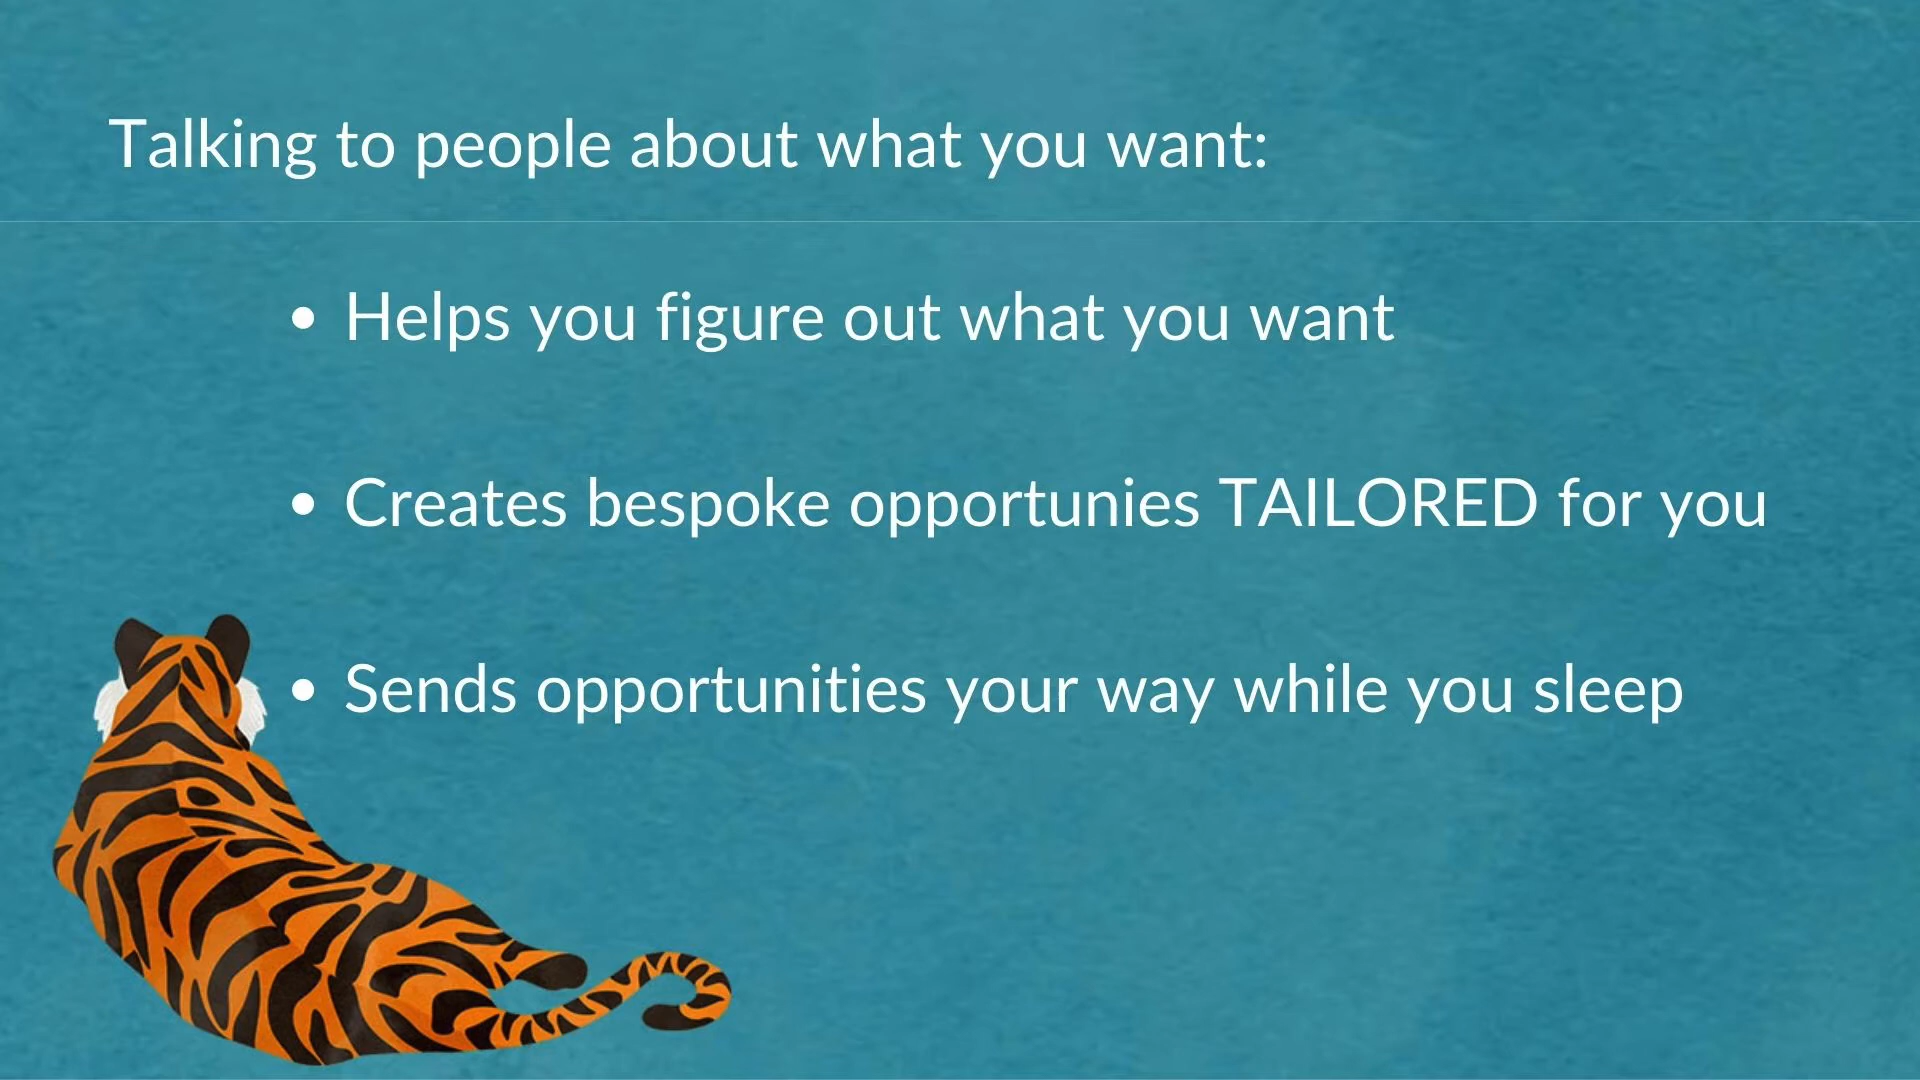 Talking to people about what you want:
• Helps you figure out what you want
• Creates bespoke opportunies TAILORED for you
• Sends opportunities your way while you sleep